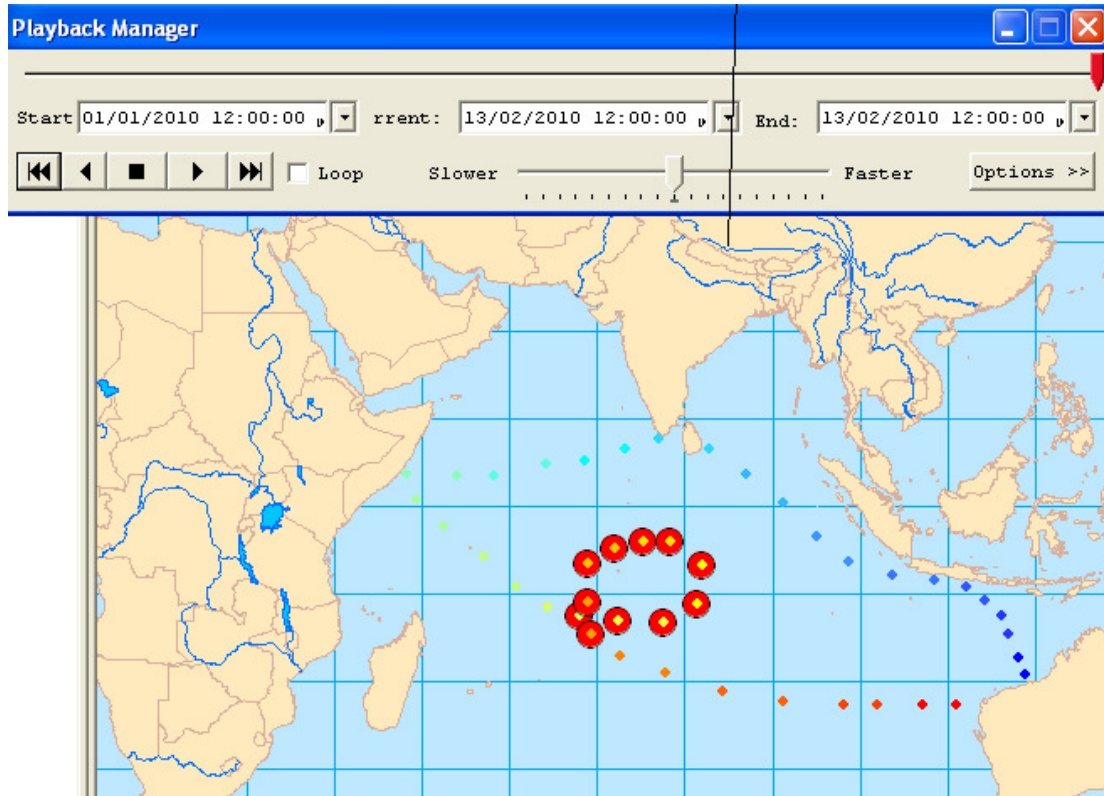 Playback Manager
Start 01/01/2010 12:00:00 rrent: 13/02/2010 12:00:00 End: 13/02/2010 12:00:00
Loop Slower Faster Options >>